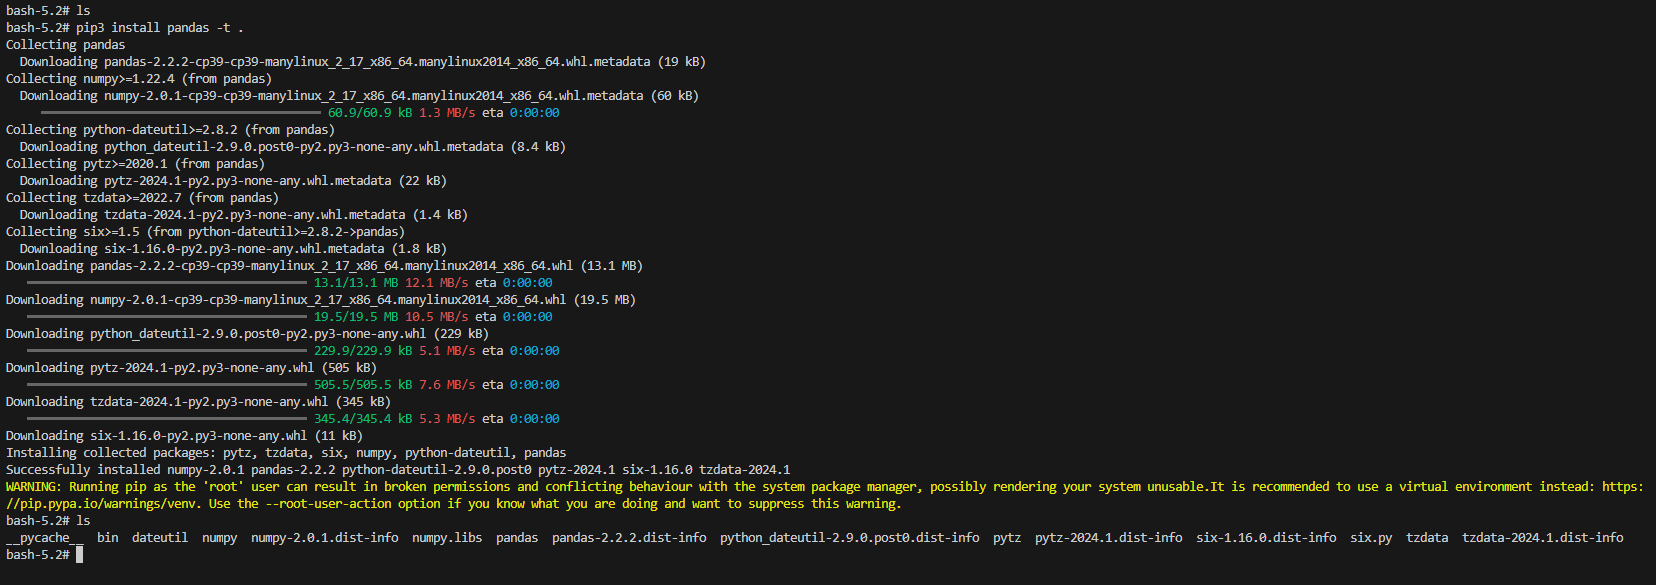 bash-5.2# ls
bash-5.2# pip3 install pandas -t .
Collecting pandas
  Downloading pandas-2.2.2-cp39-cp39-manylinux_2_17_x86_64.manylinux2014_x86_64.whl.metadata (19 kB)
Collecting numpy>=1.22.4 (from pandas)
  Downloading numpy-2.0.1-cp39-cp39-manylinux_2_17_x86_64.manylinux2014_x86_64.whl.metadata (60 kB)
60.9/60.9 kB 1.3 MB/s eta 0:00:00
Collecting python-dateutil>=2.8.2 (from pandas)
  Downloading python_dateutil-2.9.0.post0-py2.py3-none-any.whl.metadata (8.4 kB)
Collecting pytz>=2020.1 (from pandas)
  Downloading pytz-2024.1-py2.py3-none-any.whl.metadata (22 kB)
Collecting tzdata>=2022.7 (from pandas)
  Downloading tzdata-2024.1-py2.py3-none-any.whl.metadata (1.4 kB)
Collecting six>=1.5 (from python-dateutil>=2.8.2->pandas)
  Downloading six-1.16.0-py2.py3-none-any.whl.metadata (1.8 kB)
Downloading pandas-2.2.2-cp39-cp39-manylinux_2_17_x86_64.manylinux2014_x86_64.whl (13.1 MB)
13.1/13.1 MB 12.1 MB/s eta 0:00:00
Downloading numpy-2.0.1-cp39-cp39-manylinux_2_17_x86_64.manylinux2014_x86_64.whl (19.5 MB)
19.5/19.5 MB 10.5 MB/s eta 0:00:00
Downloading python_dateutil-2.9.0.post0-py2.py3-none-any.whl (229 kB)
229.9/229.9 kB 5.1 MB/s eta 0:00:00
Downloading pytz-2024.1-py2.py3-none-any.whl (505 kB)
505.5/505.5 kB 7.6 MB/s eta 0:00:00
Downloading tzdata-2024.1-py2.py3-none-any.whl (345 kB)
345.4/345.4 kB 5.3 MB/s eta 0:00:00
Downloading six-1.16.0-py2.py3-none-any.whl (11 kB)
Installing collected packages: pytz, tzdata, six, numpy, python-dateutil, pandas
Successfully installed numpy-2.0.1 pandas-2.2.2 python-dateutil-2.9.0.post0 pytz-2024.1 six-1.16.0 tzdata-2024.1
WARNING: Running pip as the 'root' user can result in broken permissions and conflicting behaviour with the system package manager, possibly rendering your system unusable.It is recommended to use a virtual environment instead: https:
//pip.pypa.io/warnings/venv. Use the --root-user-action option if you know what you are doing and want to suppress this warning.
bash-5.2# ls
__pycache__  bin  dateutil  numpy  numpy-2.0.1.dist-info  numpy.libs  pandas  pandas-2.2.2.dist-info  python_dateutil-2.9.0.post0.dist-info  pytz  pytz-2024.1.dist-info  six-1.16.0.dist-info  six.py  tzdata  tzdata-2024.1.dist-info
bash-5.2#